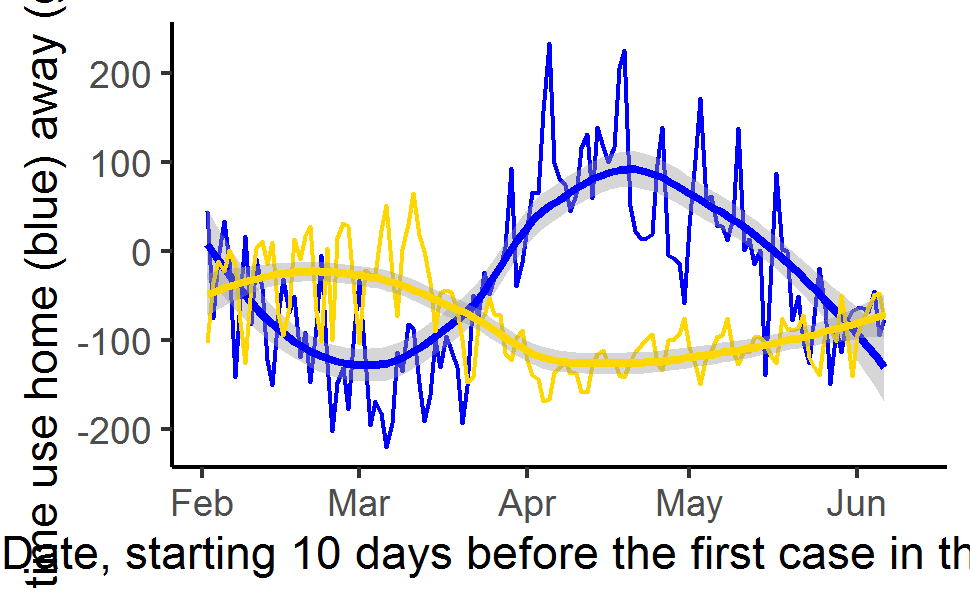 time use home (blue) away (
200
100
0
-100
-200
Feb Mar Apr May Jun
Date, starting 10 days before the first case in th